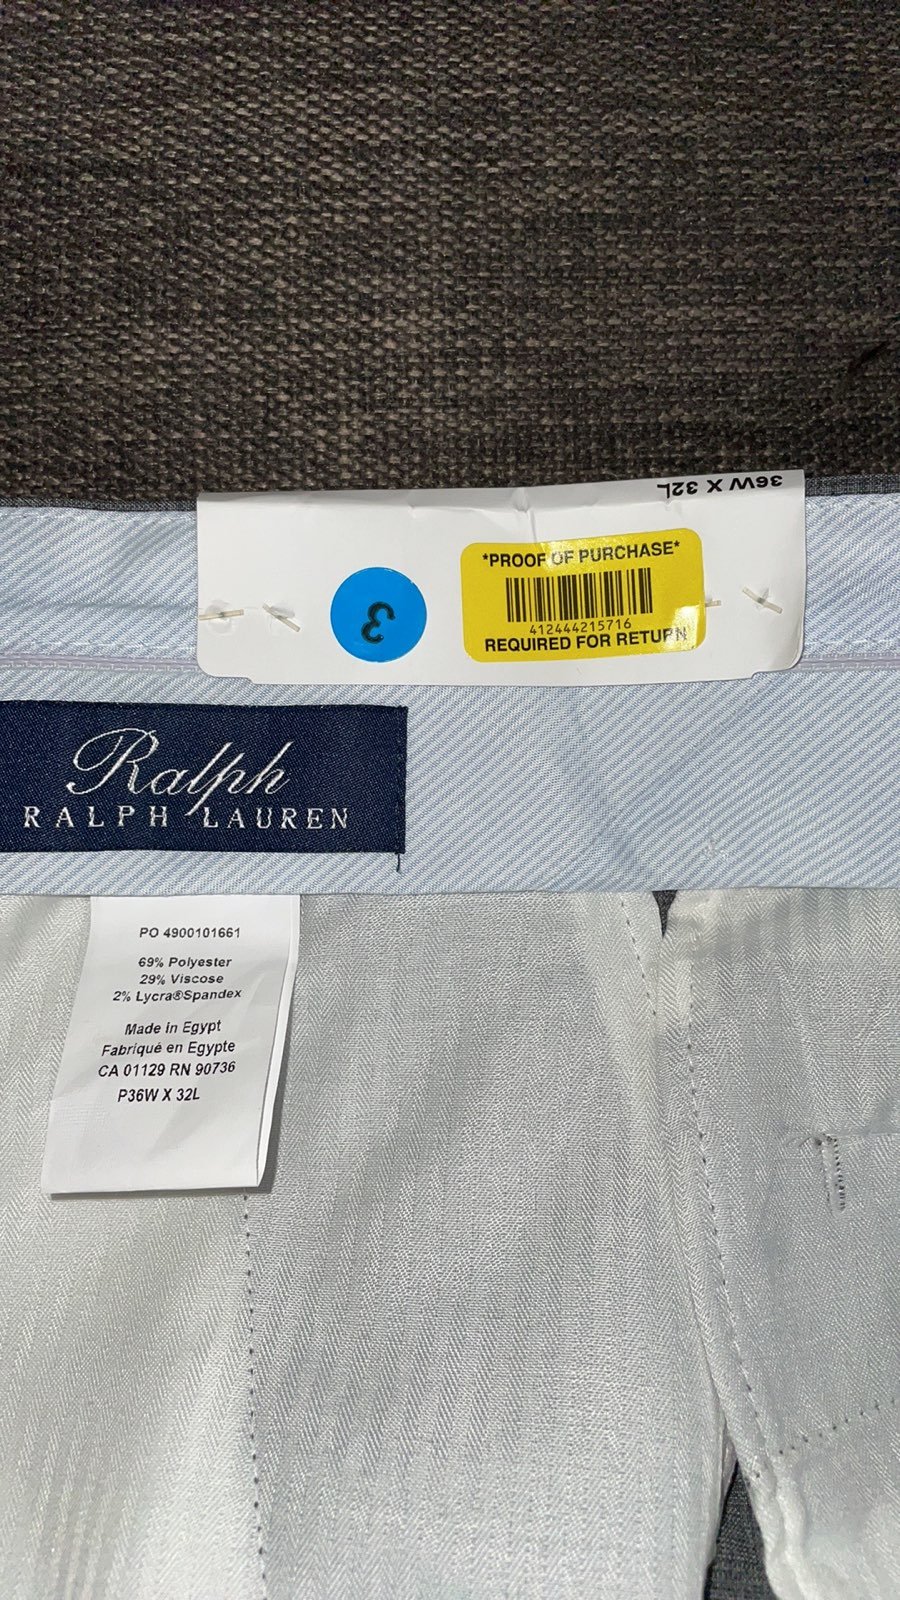 36W X 32L
3
*PROOF OF PURCHASE*
412444215716
REQUIRED FOR RETURN
Ralph
RALPH LAUREN
PO 4900101661
69% Polyester
29% Viscose
2% Lycra®Spandex
Made in Egypt
Fabriqué en Egypte
CA 01129 RN 90736
P36W X 32L